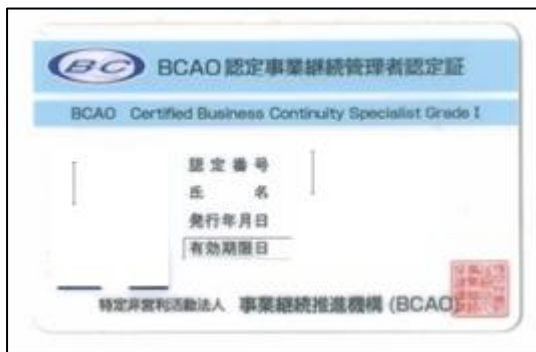 BC
BCAO認定事業継続管理者認定証
BCAO Certified Business Continuity Specialist Grade I
認定番号
氏 名
発行年月日
有効期限日
特定非営利活動法人 事業継続推進機構 (BCAO)